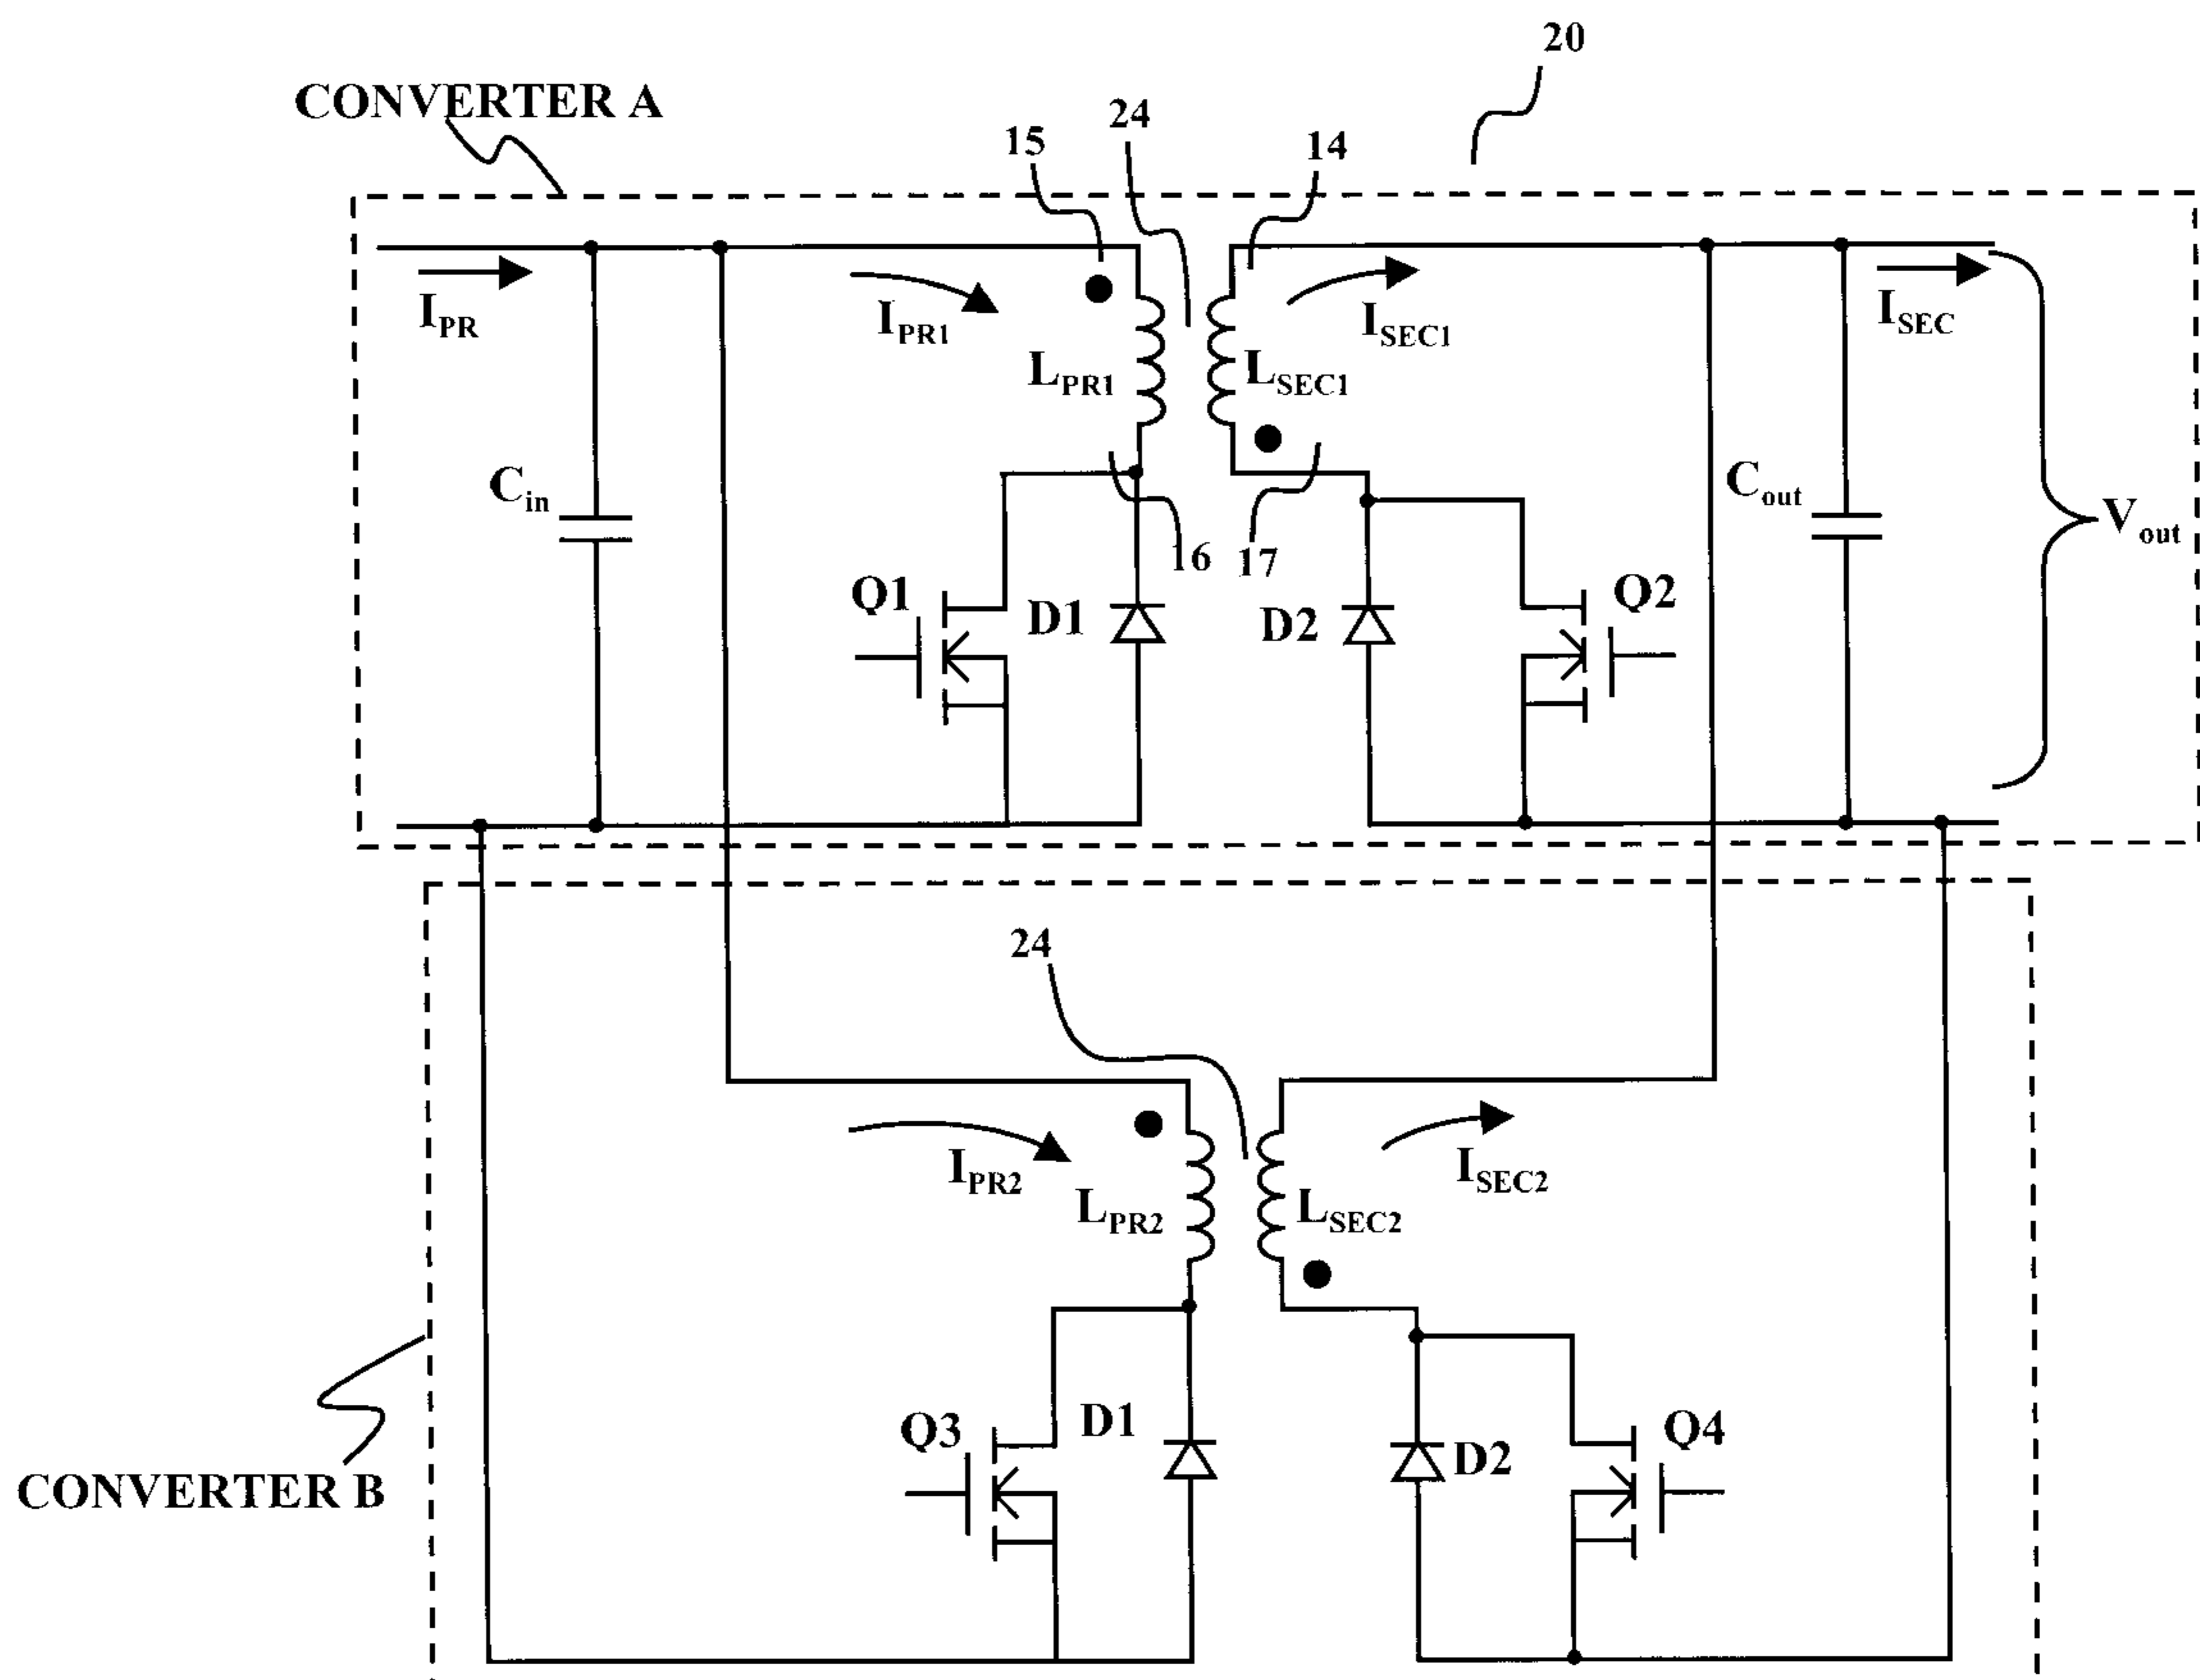 20
CONVERTER A
24
15
14
I_PR
I_PR1
I_SEC1
I_SEC
L_PR1
L_SEC1
C_in
C_out
V_out
16
17
Q1
D1
D2
Q2
24
I_PR2
I_SEC2
L_PR2
L_SEC2
Q3
D1
D2
Q4
CONVERTER B